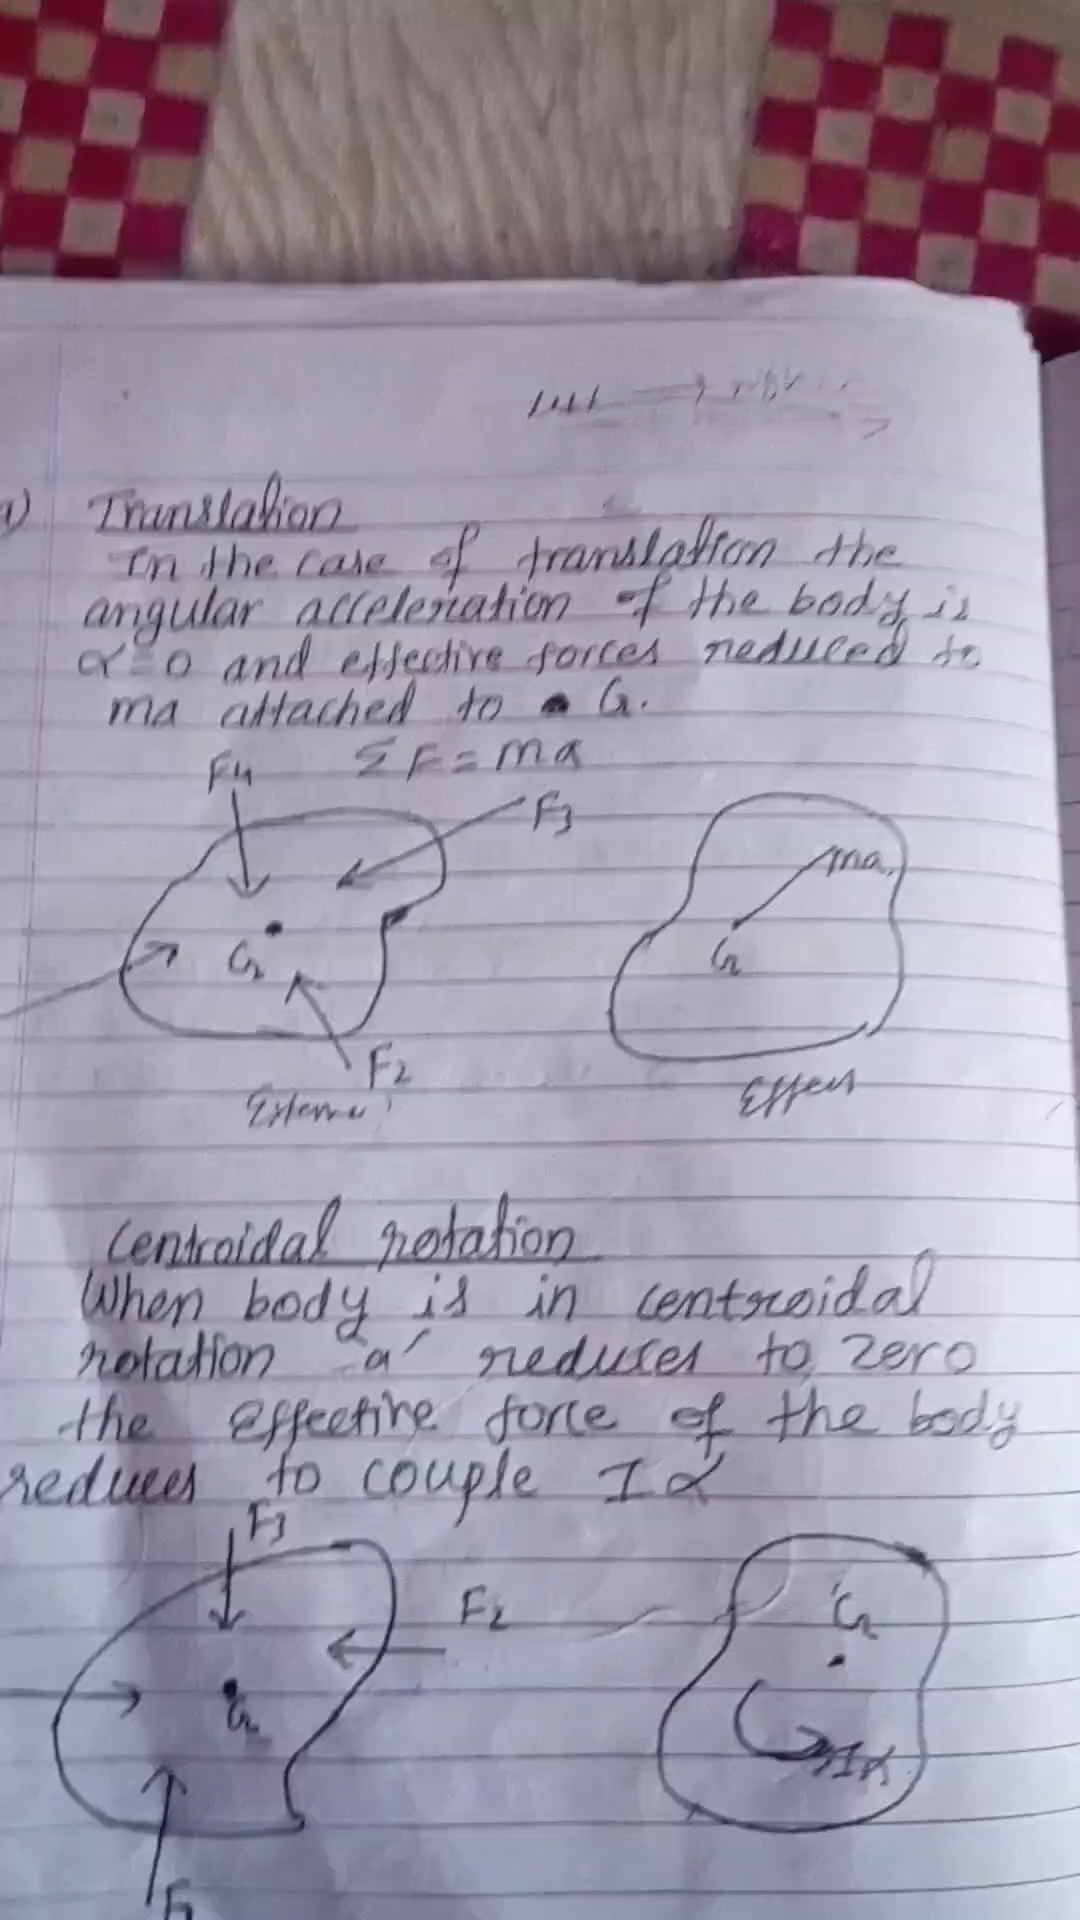 Translation
In the case of translation the
angular acceleration of the body is
α=0 and effective forces reduced to
ma attached to G.
ΣF=ma
F4
F3
ma
G
G
F2
Effect
Centroidal rotation
When body is in centroidal
rotation 'a' reduces to zero
the effective force of the body
reduces to couple Iα
F3
F2
G
G
Iα
F1